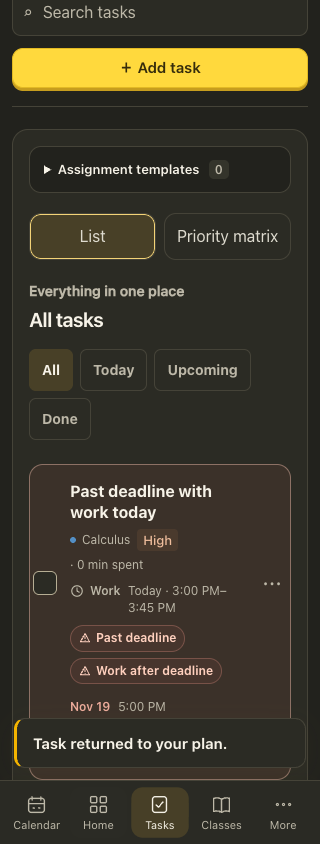 Search tasks
+ Add task
Assignment templates 0
List
Priority matrix
Everything in one place
All tasks
All
Today
Upcoming
Done
Past deadline with
work today
Calculus High
· 0 min spent
Work Today · 3:00 PM–
3:45 PM
Past deadline
Work after deadline
Nov 19 5:00 PM
Task returned to your plan.
Calendar
Home
Tasks
Classes
More